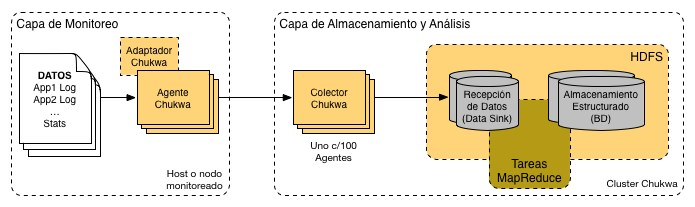 Capa de Monitoreo
DATOS
App1 Log
App2 Log
...
Stats
Adaptador
Chukwa
Agente
Chukwa
Host o nodo
monitoreado
Capa de Almacenamiento y Análisis
Colector
Chukwa
Uno c/100
Agentes
HDFS
Recepción
de Datos
(Data Sink)
Almacenamiento
Estructurado
(BD)
Tareas
MapReduce
Cluster Chukwa